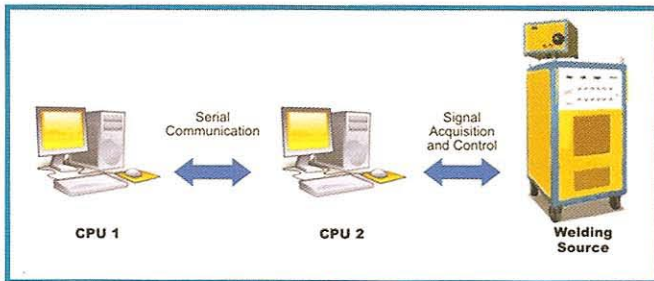 Serial
Communication
Signal
Acquisition
and Control
CPU 1
CPU 2
Welding
Source